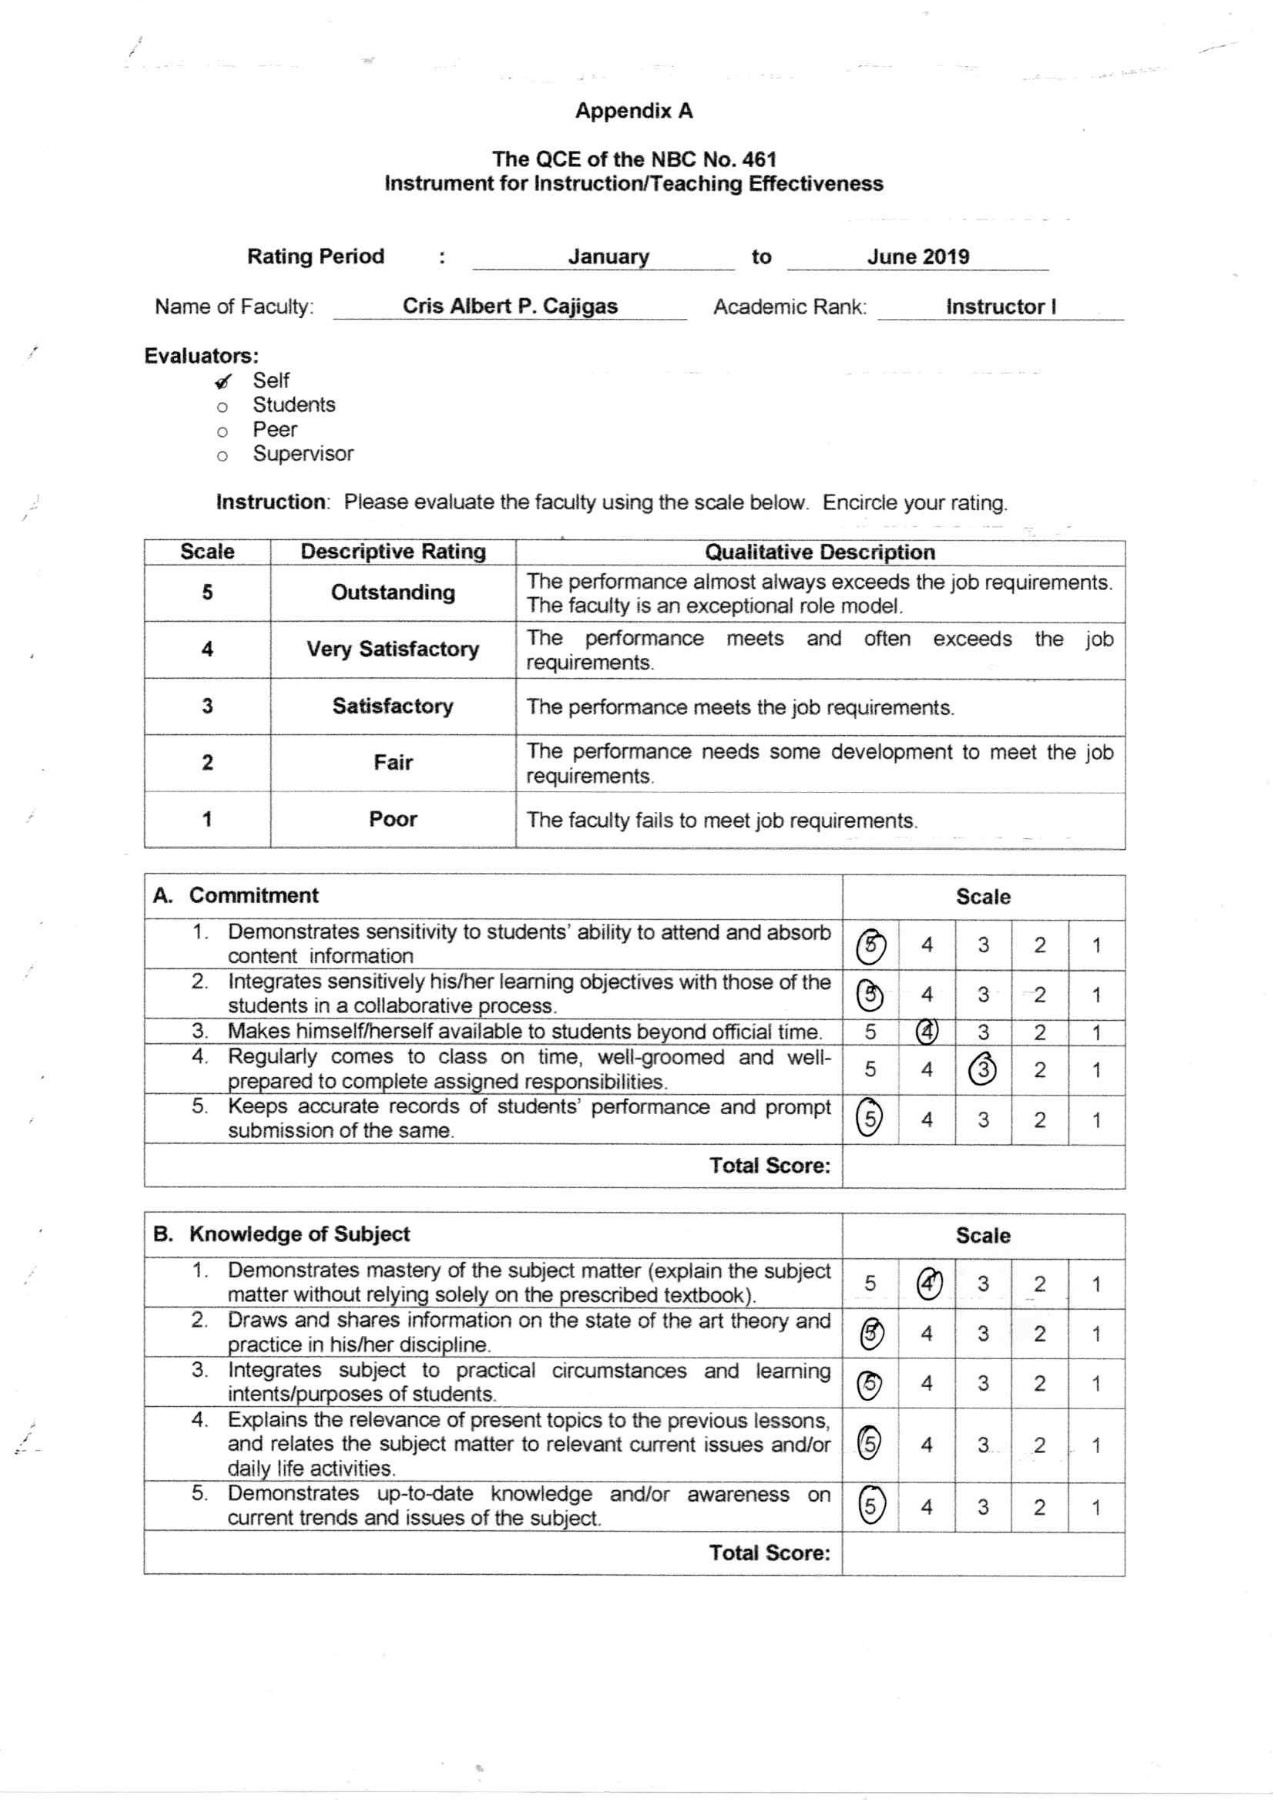 Appendix A
The QCE of the NBC No. 461
Instrument for Instruction/Teaching Effectiveness
Rating Period : January to June 2019
Name of Faculty: Cris Albert P. Cajigas Academic Rank: Instructor I
Evaluators:
Self
o Students
o Peer
o Supervisor
Instruction: Please evaluate the faculty using the scale below. Encircle your rating.
Scale Descriptive Rating Qualitative Description
5 Outstanding The performance almost always exceeds the job requirements.
The faculty is an exceptional role model.
4 Very Satisfactory The performance meets and often exceeds the job
requirements.
3 Satisfactory The performance meets the job requirements.
2 Fair The performance needs some development to meet the job
requirements.
1 Poor The faculty fails to meet job requirements.
A. Commitment Scale
1. Demonstrates sensitivity to students' ability to attend and absorb
content information 5 4 3 2 1
2. Integrates sensitively his/her learning objectives with those of the
students in a collaborative process. 5 4 3 2 1
3. Makes himself/herself available to students beyond official time. 5 4 3 2 1
4. Regularly comes to class on time, well-groomed and well-
prepared to complete assigned responsibilities. 5 4 3 2 1
5. Keeps accurate records of students' performance and prompt
submission of the same. 5 4 3 2 1
Total Score:
B. Knowledge of Subject Scale
1. Demonstrates mastery of the subject matter (explain the subject
matter without relying solely on the prescribed textbook). 5 4 3 2 1
2. Draws and shares information on the state of the art theory and
practice in his/her discipline. 5 4 3 2 1
3. Integrates subject to practical circumstances and learning
intents/purposes of students. 5 4 3 2 1
4. Explains the relevance of present topics to the previous lessons,
and relates the subject matter to relevant current issues and/or
daily life activities. 5 4 3 2 1
5. Demonstrates up-to-date knowledge and/or awareness on
current trends and issues of the subject. 5 4 3 2 1
Total Score: